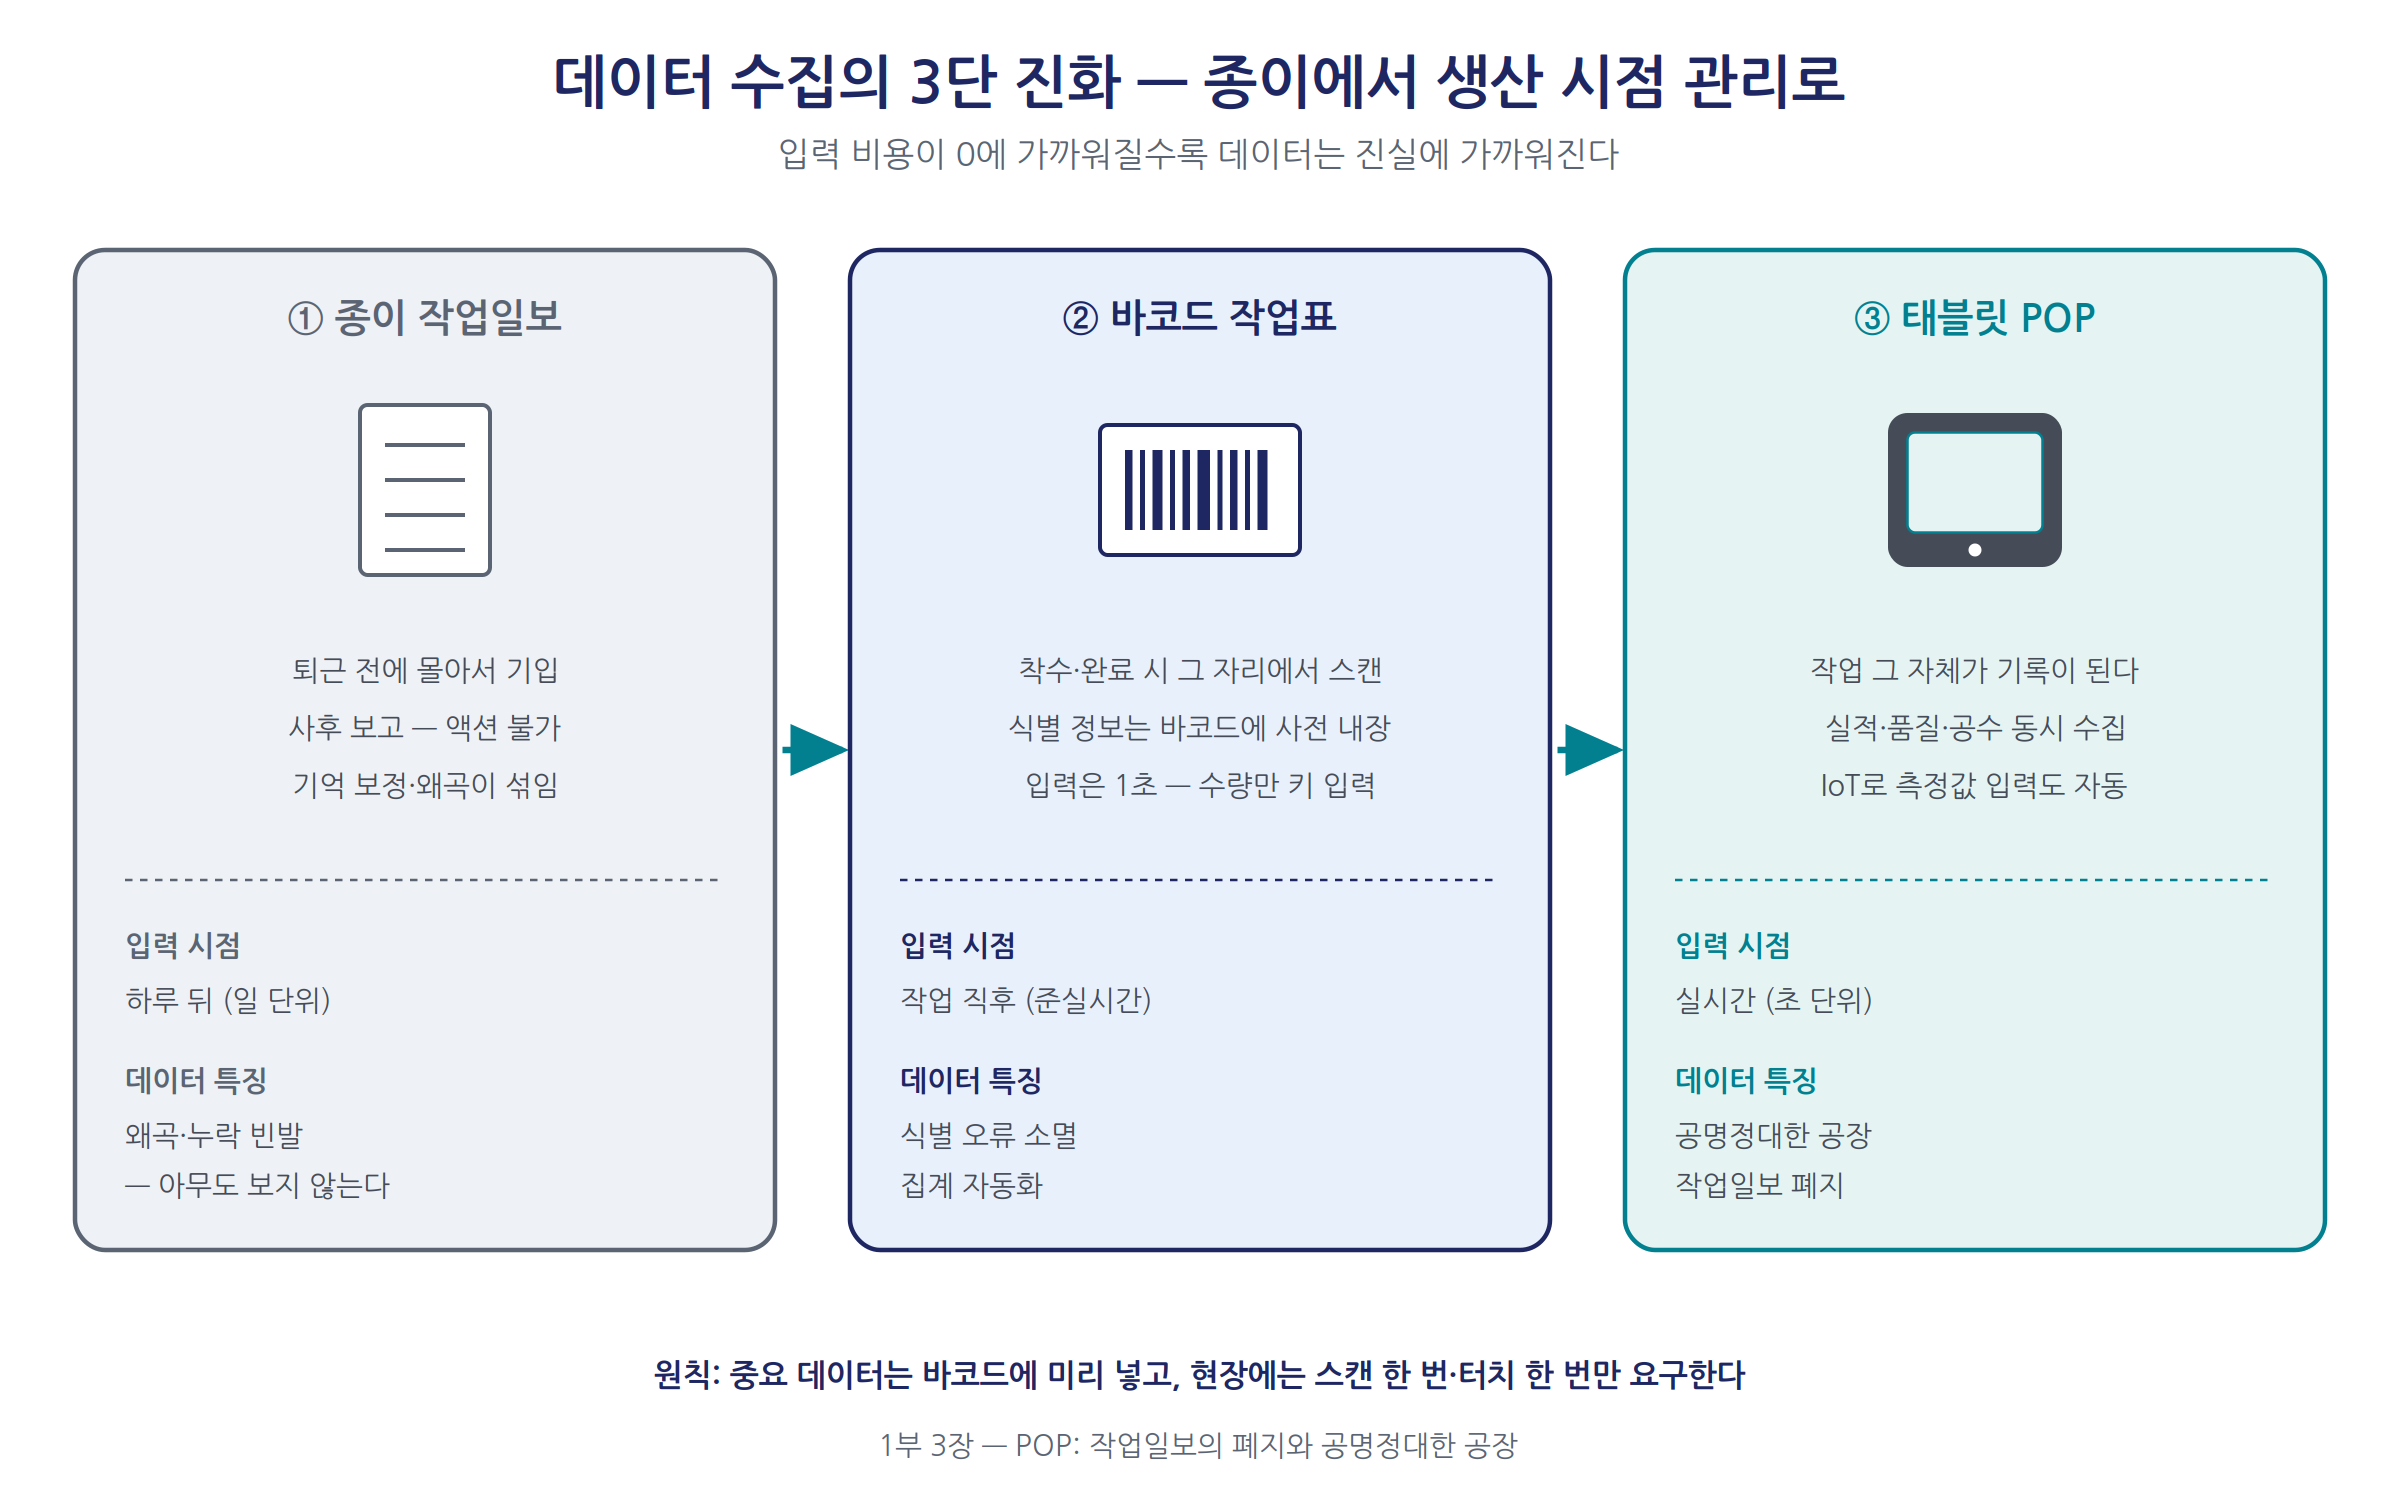 데이터 수집의 3단 진화 — 종이에서 생산 시점 관리로
입력 비용이 0에 가까워질수록 데이터는 진실에 가까워진다
① 종이 작업일보
퇴근 전에 몰아서 기입
사후 보고 — 액션 불가
기억 보정·왜곡이 섞임
입력 시점
하루 뒤 (일 단위)
데이터 특징
왜곡·누락 빈발
— 아무도 보지 않는다
② 바코드 작업표
착수·완료 시 그 자리에서 스캔
식별 정보는 바코드에 사전 내장
입력은 1초 — 수량만 키 입력
입력 시점
작업 직후 (준실시간)
데이터 특징
식별 오류 소멸
집계 자동화
③ 태블릿 POP
작업 그 자체가 기록이 된다
실적·품질·공수 동시 수집
IoT로 측정값 입력도 자동
입력 시점
실시간 (초 단위)
데이터 특징
공명정대한 공장
작업일보 폐지
원칙: 중요 데이터는 바코드에 미리 넣고, 현장에는 스캔 한 번·터치 한 번만 요구한다
1부 3장 — POP: 작업일보의 폐지와 공명정대한 공장